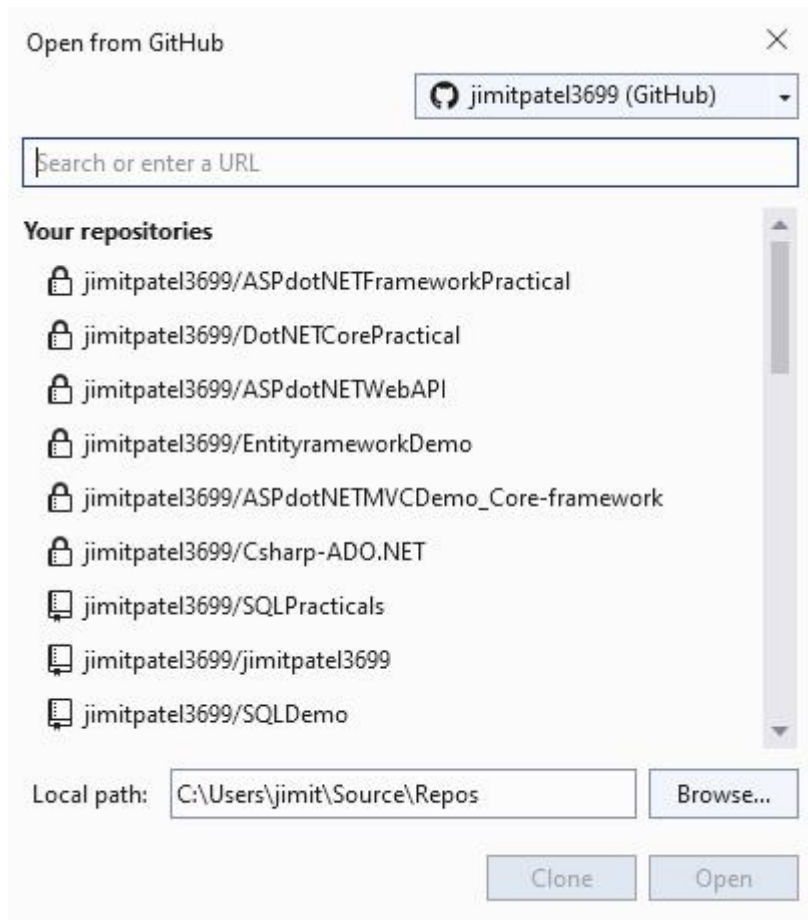 Open from GitHub
jimitpatel3699 (GitHub)
Search or enter a URL
Your repositories
jimitpatel3699/ASPdotNETFrameworkPractical
jimitpatel3699/DotNETCorePractical
jimitpatel3699/ASPdotNETWebAPI
jimitpatel3699/EntityrameworkDemo
jimitpatel3699/ASPdotNETMVCDemo_Core-framework
jimitpatel3699/Csharp-ADO.NET
jimitpatel3699/SQLPracticals
jimitpatel3699/jimitpatel3699
jimitpatel3699/SQLDemo
Local path: C:\Users\jimit\Source\Repos Browse...
Clone Open